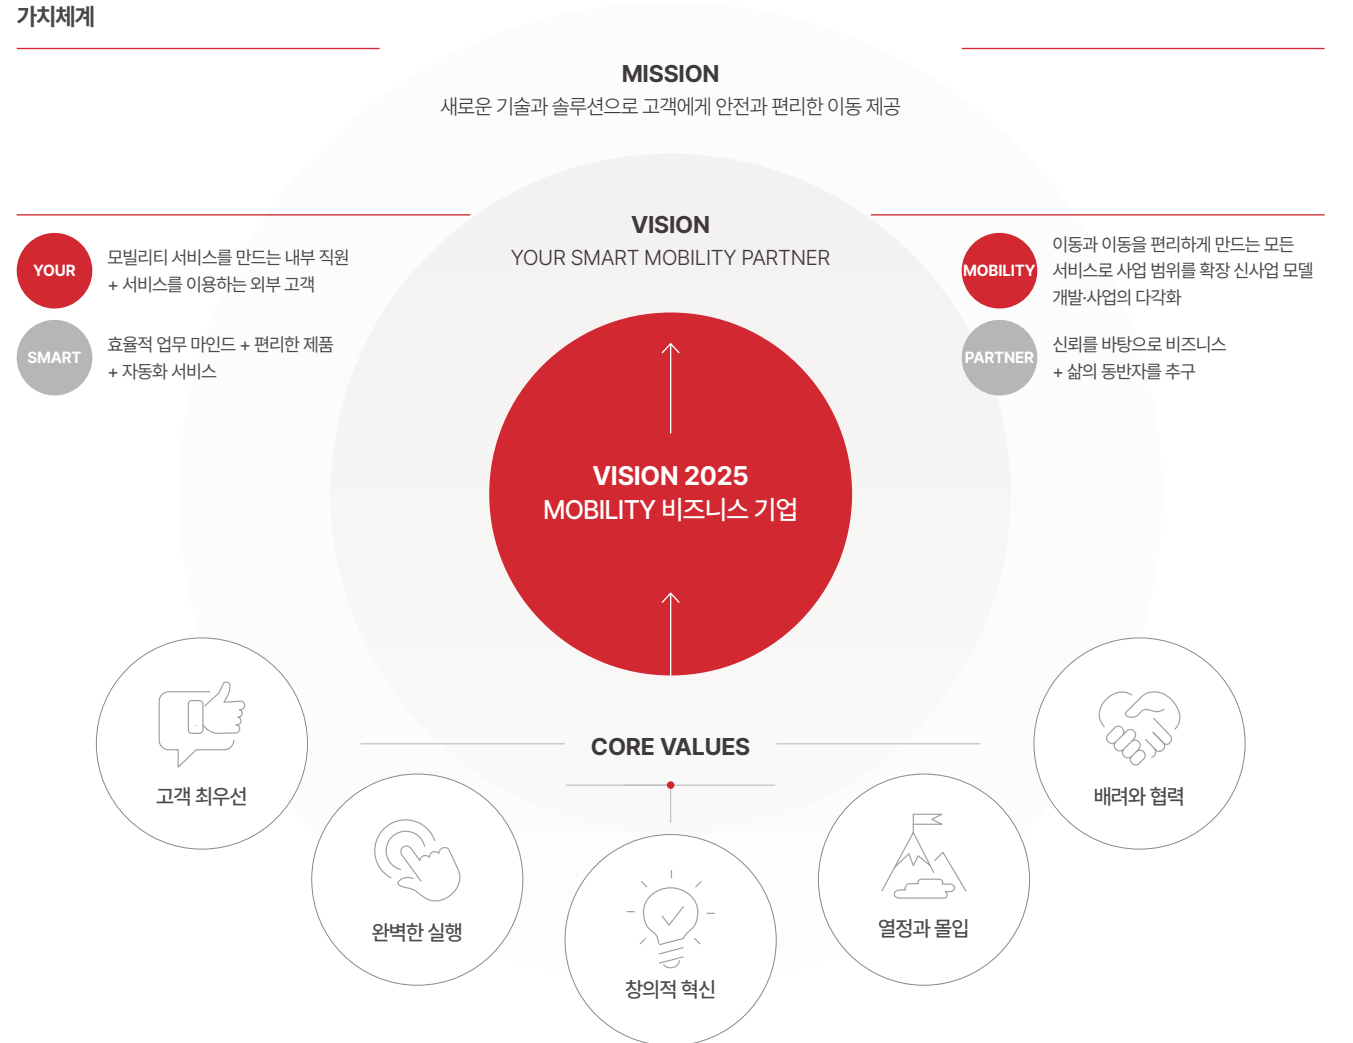 가치체계
MISSION
새로운 기술과 솔루션으로 고객에게 안전과 편리한 이동 제공
VISION
YOUR SMART MOBILITY PARTNER
YOUR
모빌리티 서비스를 만드는 내부 직원
+ 서비스를 이용하는 외부 고객
SMART
효율적 업무 마인드 + 편리한 제품
+ 자동화 서비스
MOBILITY
이동과 이동을 편리하게 만드는 모든
서비스로 사업 범위를 확장 신사업 모델
개발·사업의 다각화
PARTNER
신뢰를 바탕으로 비즈니스
+ 삶의 동반자를 추구
VISION 2025
MOBILITY 비즈니스 기업
CORE VALUES
고객 최우선
완벽한 실행
창의적 혁신
열정과 몰입
배려와 협력